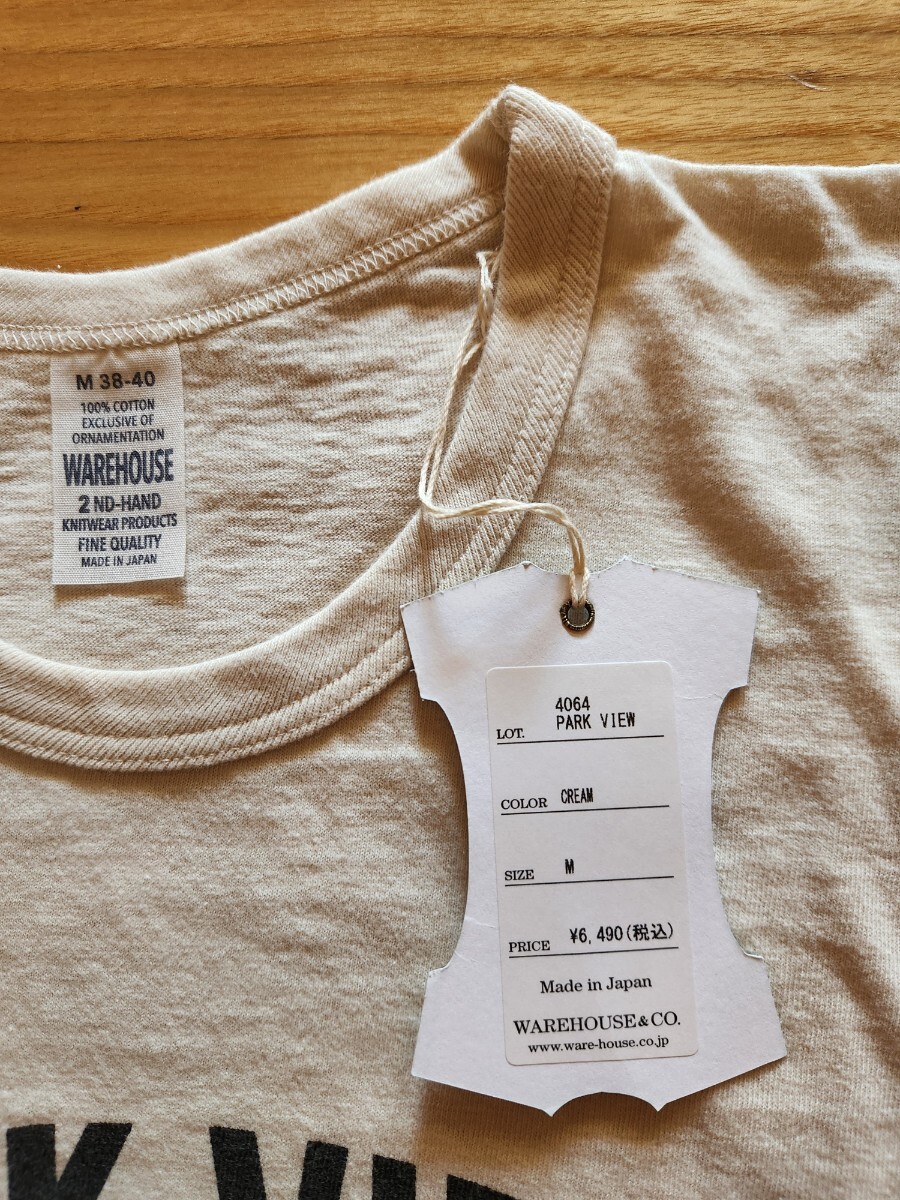 M 38-40
100% COTTON
EXCLUSIVE OF
ORNAMENTATION
WAREHOUSE
2 ND-HAND
KNITWEAR PRODUCTS
FINE QUALITY
MADE IN JAPAN
4064
LOT. PARK VIEW
COLOR CREAM
SIZE M
PRICE ¥6,490(税込)
Made in Japan
WAREHOUSE & CO.
www.ware-house.co.jp